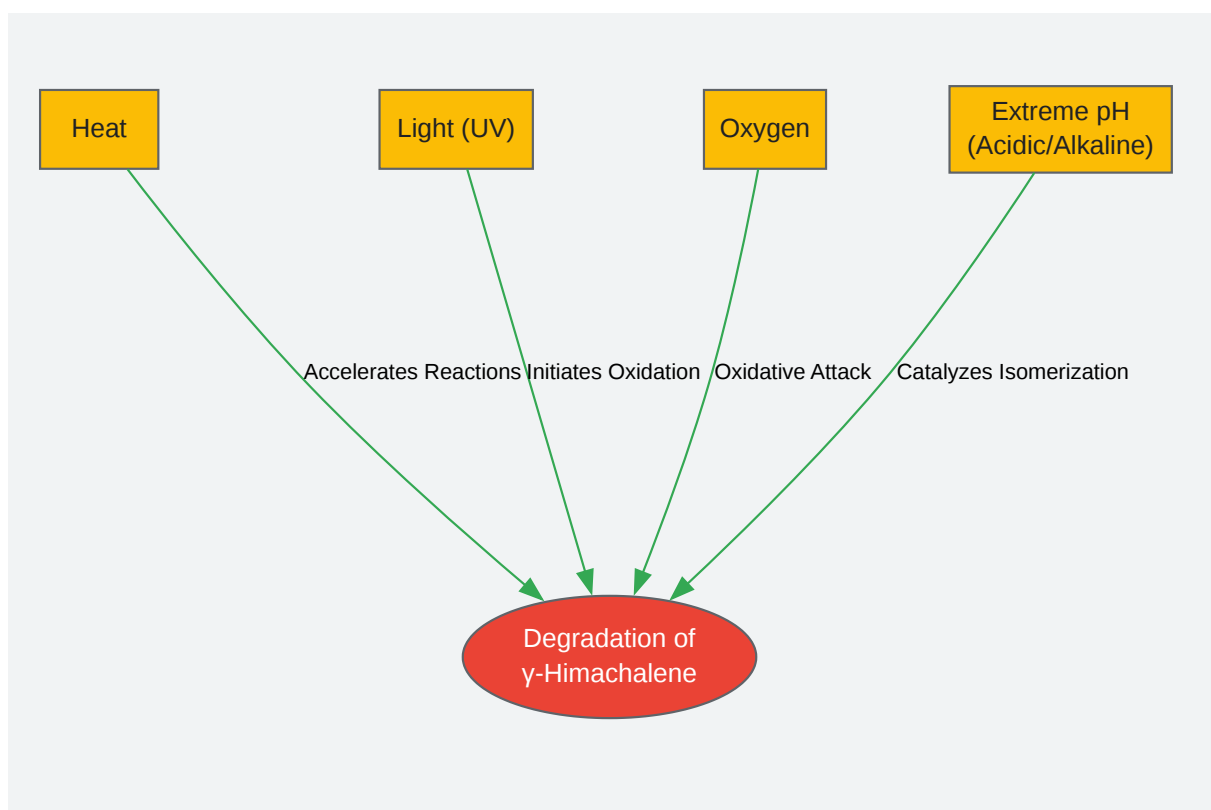 Heat
Light (UV)
Oxygen
Extreme pH
(Acidic/Alkaline)
Accelerates Reactions
Initiates Oxidation
Oxidative Attack
Catalyzes Isomerization
Degradation of
γ-Himachalene